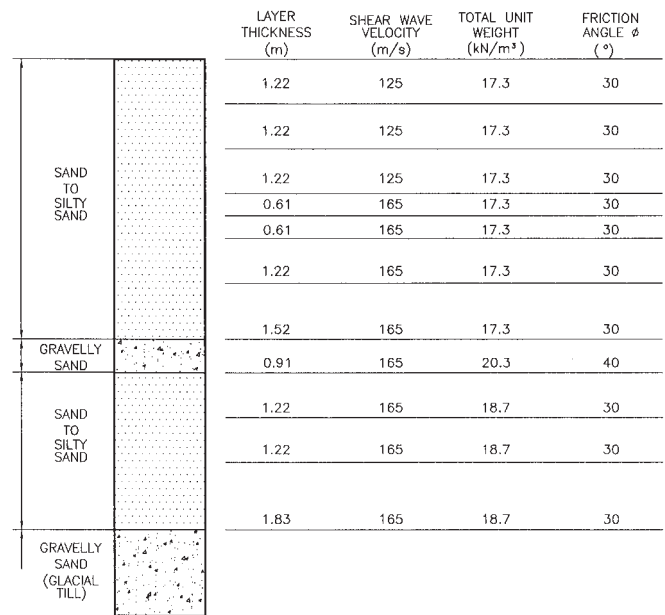 LAYER THICKNESS (m) SHEAR WAVE VELOCITY (m/s) TOTAL UNIT WEIGHT (kN/m³) FRICTION ANGLE ø (°)
1.22 125 17.3 30
1.22 125 17.3 30
1.22 125 17.3 30
SAND
TO
SILTY
SAND
0.61 165 17.3 30
0.61 165 17.3 30
1.22 165 17.3 30
1.52 165 17.3 30
GRAVELLY
SAND
0.91 165 20.3 40
SAND
TO
SILTY
SAND
1.22 165 18.7 30
1.22 165 18.7 30
1.83 165 18.7 30
GRAVELLY
SAND
(GLACIAL
TILL)